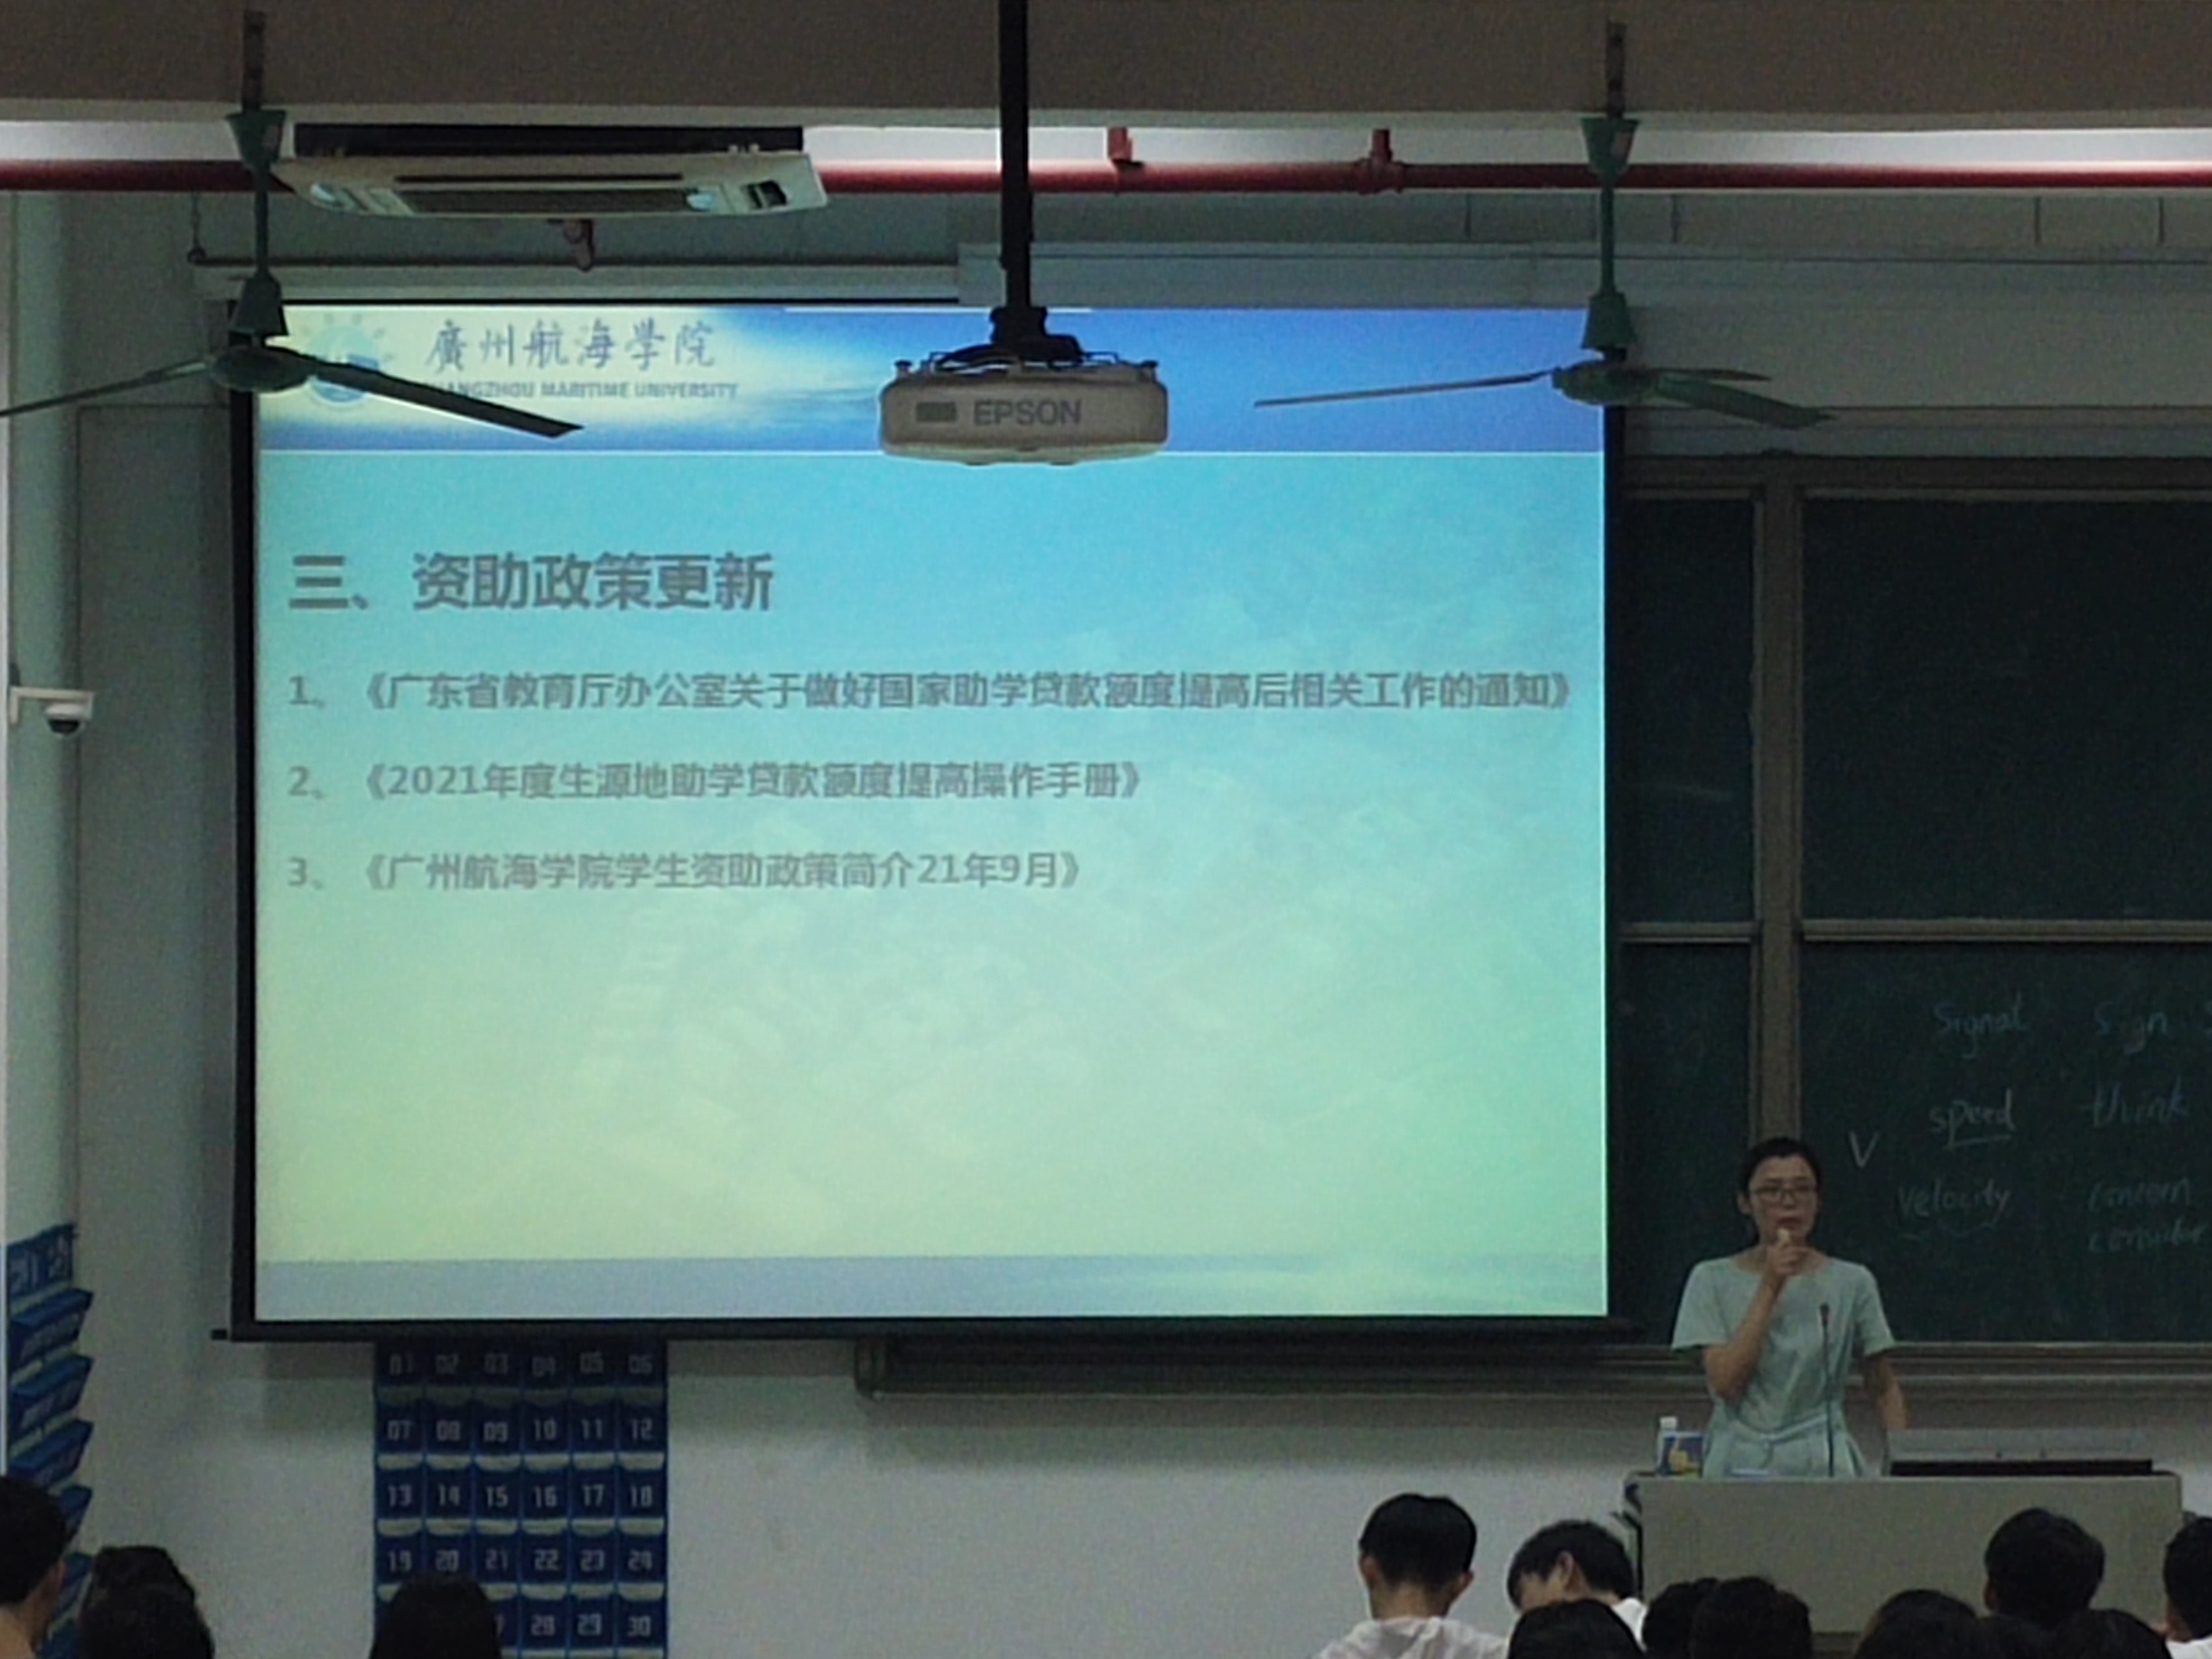 廣州航海學院
ANGZHOU MARITIME UNIVERSITY
EPSON
三、资助政策更新
1、《广东省教育厅办公室关于做好国家助学贷款额度提高后相关工作的通知》
2、《2021年度生源地助学贷款额度提高操作手册》
3、《广州航海学院学生资助政策简介21年9月》
Signal Sign
speed think
V
velocity concern
consider
01 02 03 04 05 06
07 08 09 10 11 12
13 14 15 16 17 18
19 20 21 22 23 24
28 29 30